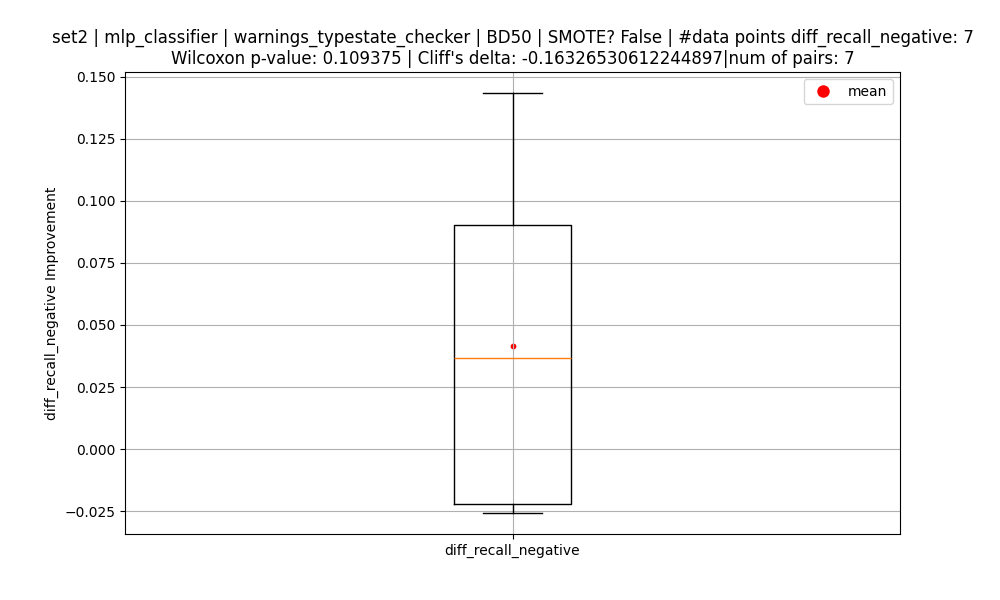 set2 | mlp_classifier | warnings_typestate_checker | BD50 | SMOTE? False | #data points diff_recall_negative: 7
Wilcoxon p-value: 0.109375 | Cliff's delta: -0.16326530612244897|num of pairs: 7
mean
diff_recall_negative Improvement
0.150
0.125
0.100
0.075
0.050
0.025
0.000
−0.025
diff_recall_negative